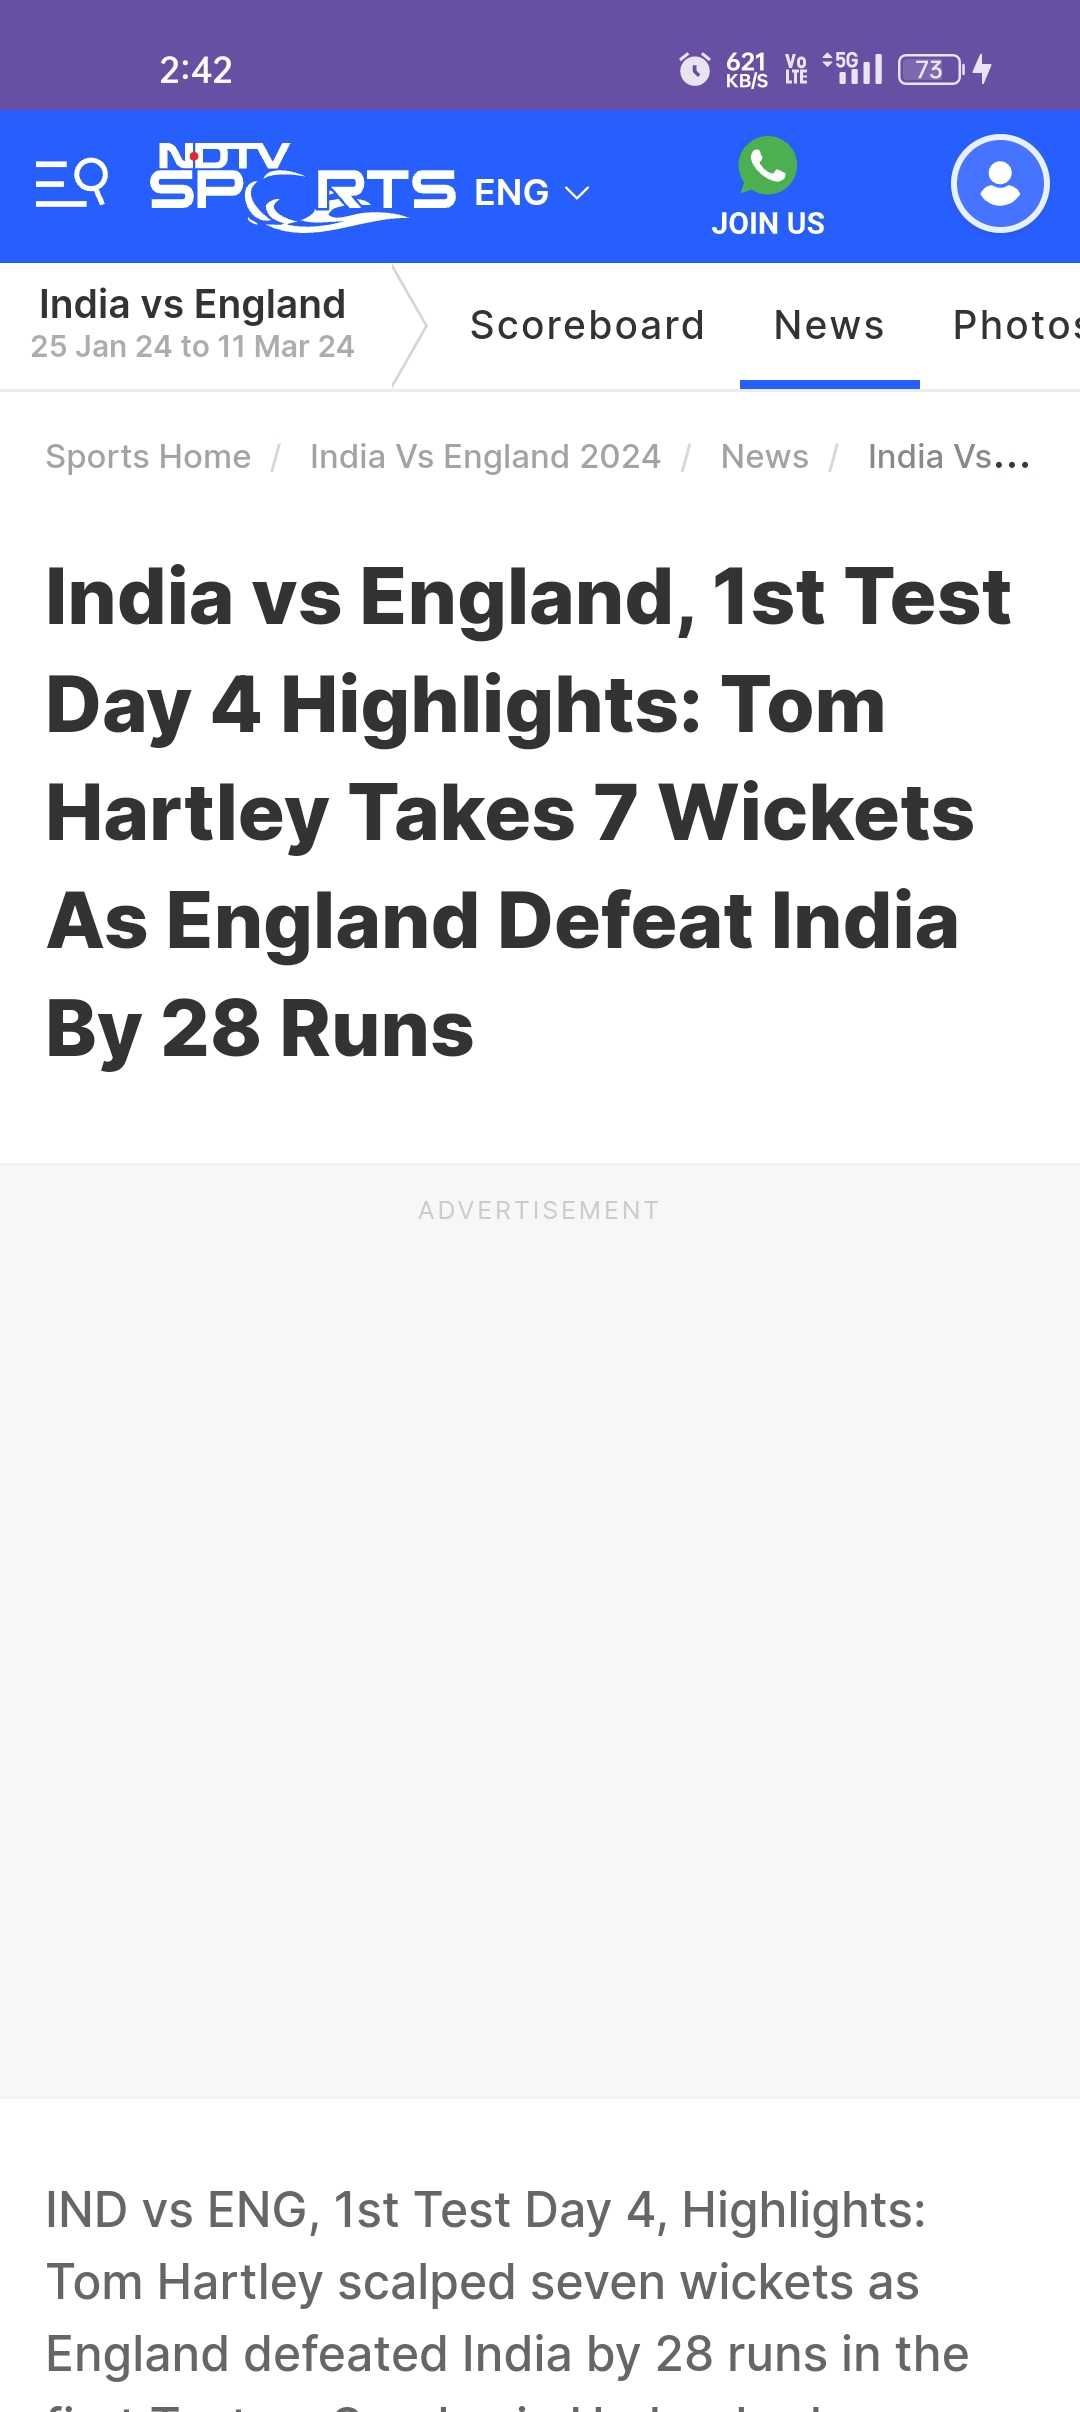 2:42
621 KB/S Vo LTE 5G 73
NDTV
SPORTS ENG
JOIN US
India vs England
25 Jan 24 to 11 Mar 24
Scoreboard News Photos
Sports Home / India Vs England 2024 / News / India Vs...
India vs England, 1st Test
Day 4 Highlights: Tom
Hartley Takes 7 Wickets
As England Defeat India
By 28 Runs
ADVERTISEMENT
IND vs ENG, 1st Test Day 4, Highlights:
Tom Hartley scalped seven wickets as
England defeated India by 28 runs in the